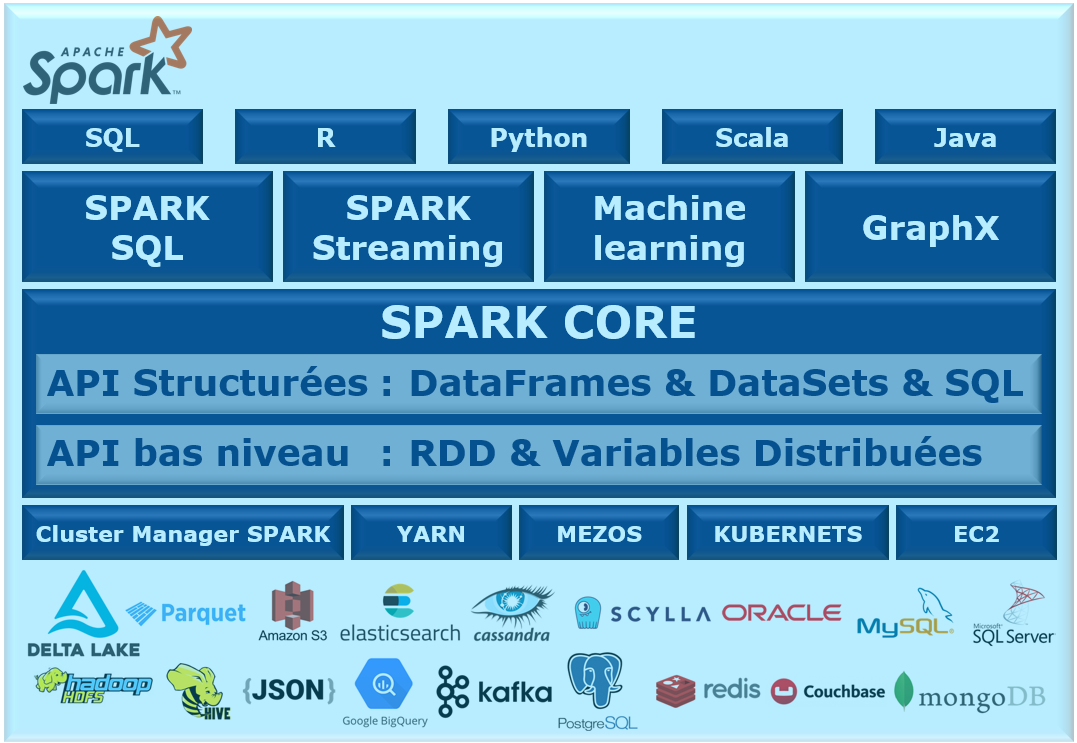 APACHE
Spark™
SQL
R
Python
Scala
Java
SPARK
SQL
SPARK
Streaming
Machine
learning
GraphX
SPARK CORE
API Structurées : DataFrames & DataSets & SQL
API bas niveau : RDD & Variables Distribuées
Cluster Manager SPARK
YARN
MEZOS
KUBERNETS
EC2
DELTA LAKE
Parquet
Amazon S3
elasticsearch
cassandra
SCYLLA
ORACLE
MySQL®
Microsoft®
SQL Server
hadoop
HDFS
HIVE
{JSON}
Google BigQuery
kafka
PostgreSQL
redis
Couchbase
mongoDB